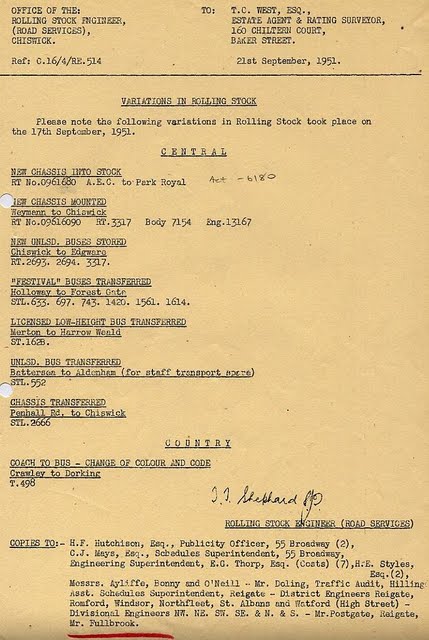 OFFICE OF THE: TO: T.C. WEST, ESQ.,
ROLLING STOCK ENGINEER, ESTATE AGENT & RATING SURVEYOR,
(ROAD SERVICES), 160 CHILTERN COURT,
CHISWICK. BAKER STREET.
Ref: C.16/4/RE.514 21st September, 1951.
VARIATIONS IN ROLLING STOCK
Please note the following variations in Rolling Stock took place on
the 17th September, 1951.
CENTRAL
NEW CHASSIS INTO STOCK
RT No.0961680 A.E.C. to Park Royal Act - 6180
NEW CHASSIS MOUNTED
Weymann to Chiswick
RT No.09616090 RT.3317 Body 7154 Eng.13167
NEW UNLSD. BUSES STORED
Chiswick to Edgware
RT.2693. 2694. 3317.
"FESTIVAL" BUSES TRANSFERRED
Holloway to Forest Gate
STL.633. 697. 743. 1420. 1561. 1614.
LICENSED LOW-HEIGHT BUS TRANSFERRED
Merton to Harrow Weald
ST.162B.
UNLSD. BUS TRANSFERRED
Battersea to Aldenham (for staff transport spare)
STL.552
CHASSIS TRANSFERRED
Penhall Rd. to Chiswick
STL.2666
COUNTRY
COACH TO BUS - CHANGE OF COLOUR AND CODE
Crawley to Dorking
T.498
ROLLING STOCK ENGINEER (ROAD SERVICES)
COPIES TO:- H.F. Hutchison, Esq., Publicity Officer, 55 Broadway (2),
C.J. Mays, Esq., Schedules Superintendent, 55 Broadway,
Engineering Superintendent, E.G. Thorp, Esq. (Costs) (7), H.E. Styles,
Esq.(2),
Messrs. Ayliffe, Bonny and O'Neill - Mr. Doling, Traffic Audit, Hilling
Asst. Schedules Superintendent, Reigate - District Engineers Reigate,
Romford, Windsor, Northfleet, St. Albans and Watford (High Street) -
Divisional Engineers NW. NE. SW. SE. & N. & S. - Mr.Postgate, Reigate,
Mr. Fullbrook.